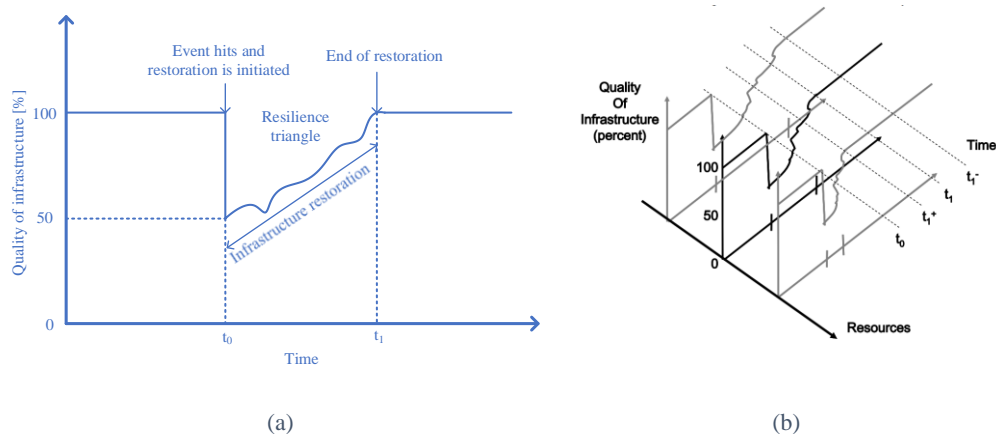 Event hits and
restoration is initiated
End of restoration
Quality of infrastructure [%]
100
50
0
Resilience
triangle
Infrastructure restoration
t0
t1
Time
(a)
Quality
Of
Infrastructure
(percent)
100
50
0
Time
t1-
t1
t1+
t0
Resources
(b)